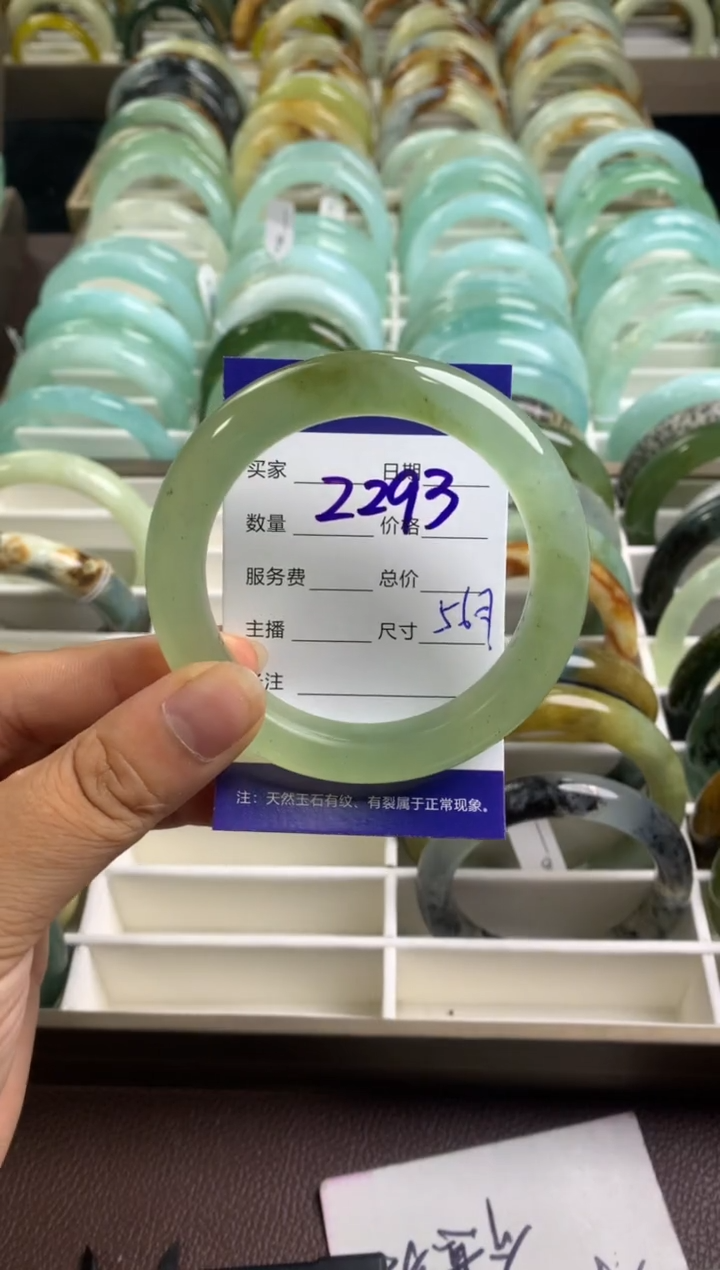 买家 日期
2293
数量 价格
服务费 总价
主播 尺寸 56
注
注：天然玉石有纹、有裂属于正常现象。